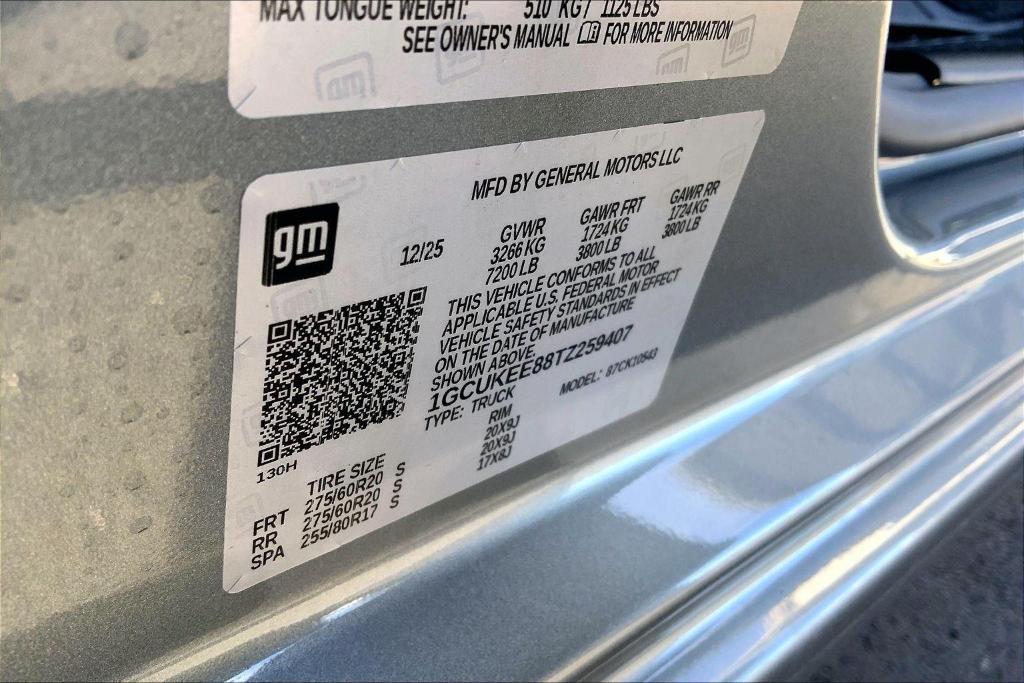 MAX TONGUE WEIGHT: 510 KG / 1125 LBS
SEE OWNER'S MANUAL FOR MORE INFORMATION
MFD BY GENERAL MOTORS LLC
gm
12/25
GVWR GAWR FRT GAWR RR
3266 KG 1724 KG 1724 KG
7200 LB 3800 LB 3800 LB
THIS VEHICLE CONFORMS TO ALL
APPLICABLE U.S. FEDERAL MOTOR
VEHICLE SAFETY STANDARDS IN EFFECT
ON THE DATE OF MANUFACTURE
SHOWN ABOVE.
1GCUKEE88TZ259407
TYPE: TRUCK MODEL: 87CK10543
130H
TIRE SIZE RIM
FRT 275/60R20 S 20X9J
RR 275/60R20 S 20X9J
SPA 255/80R17 S 17X8J